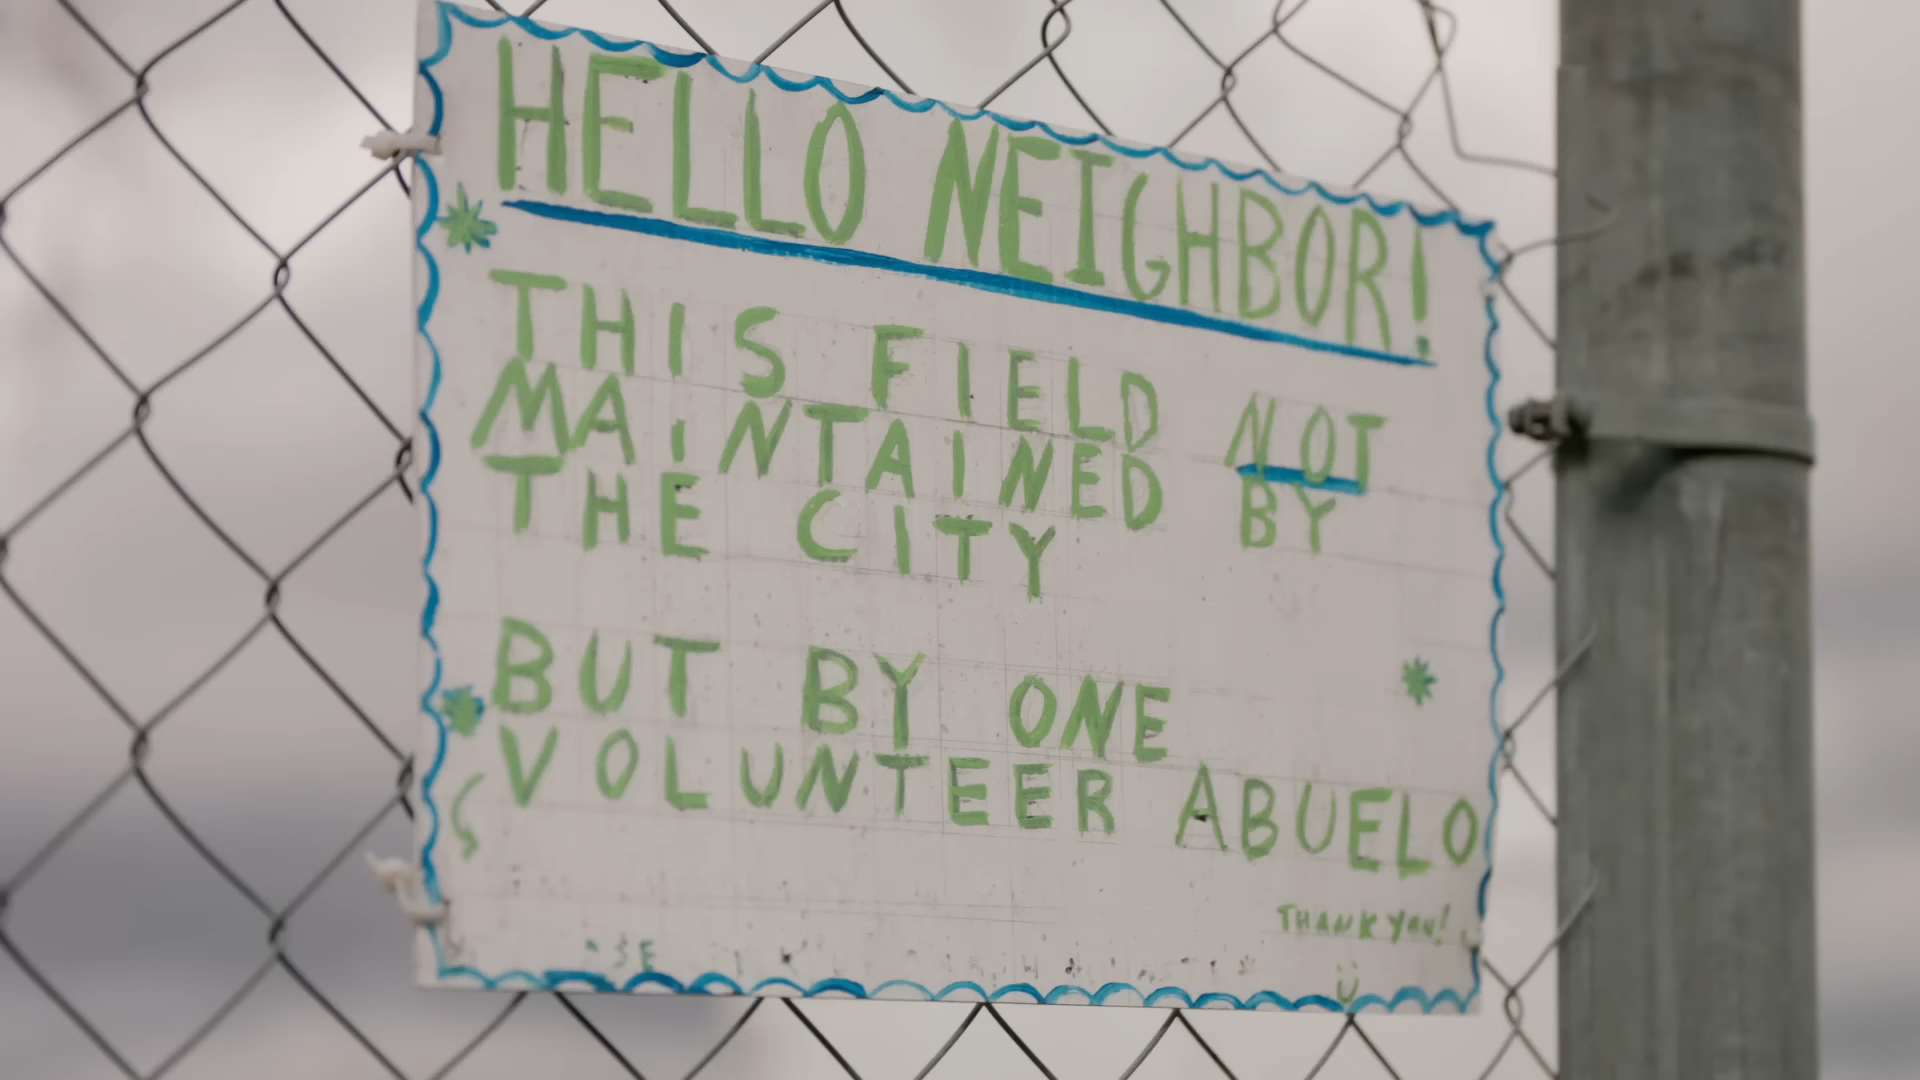 HELLO NEIGHBOR!
THIS FIELD NOT
MAINTAINED BY
THE CITY
BUT BY ONE
VOLUNTEER ABUELO
THANK YOU!